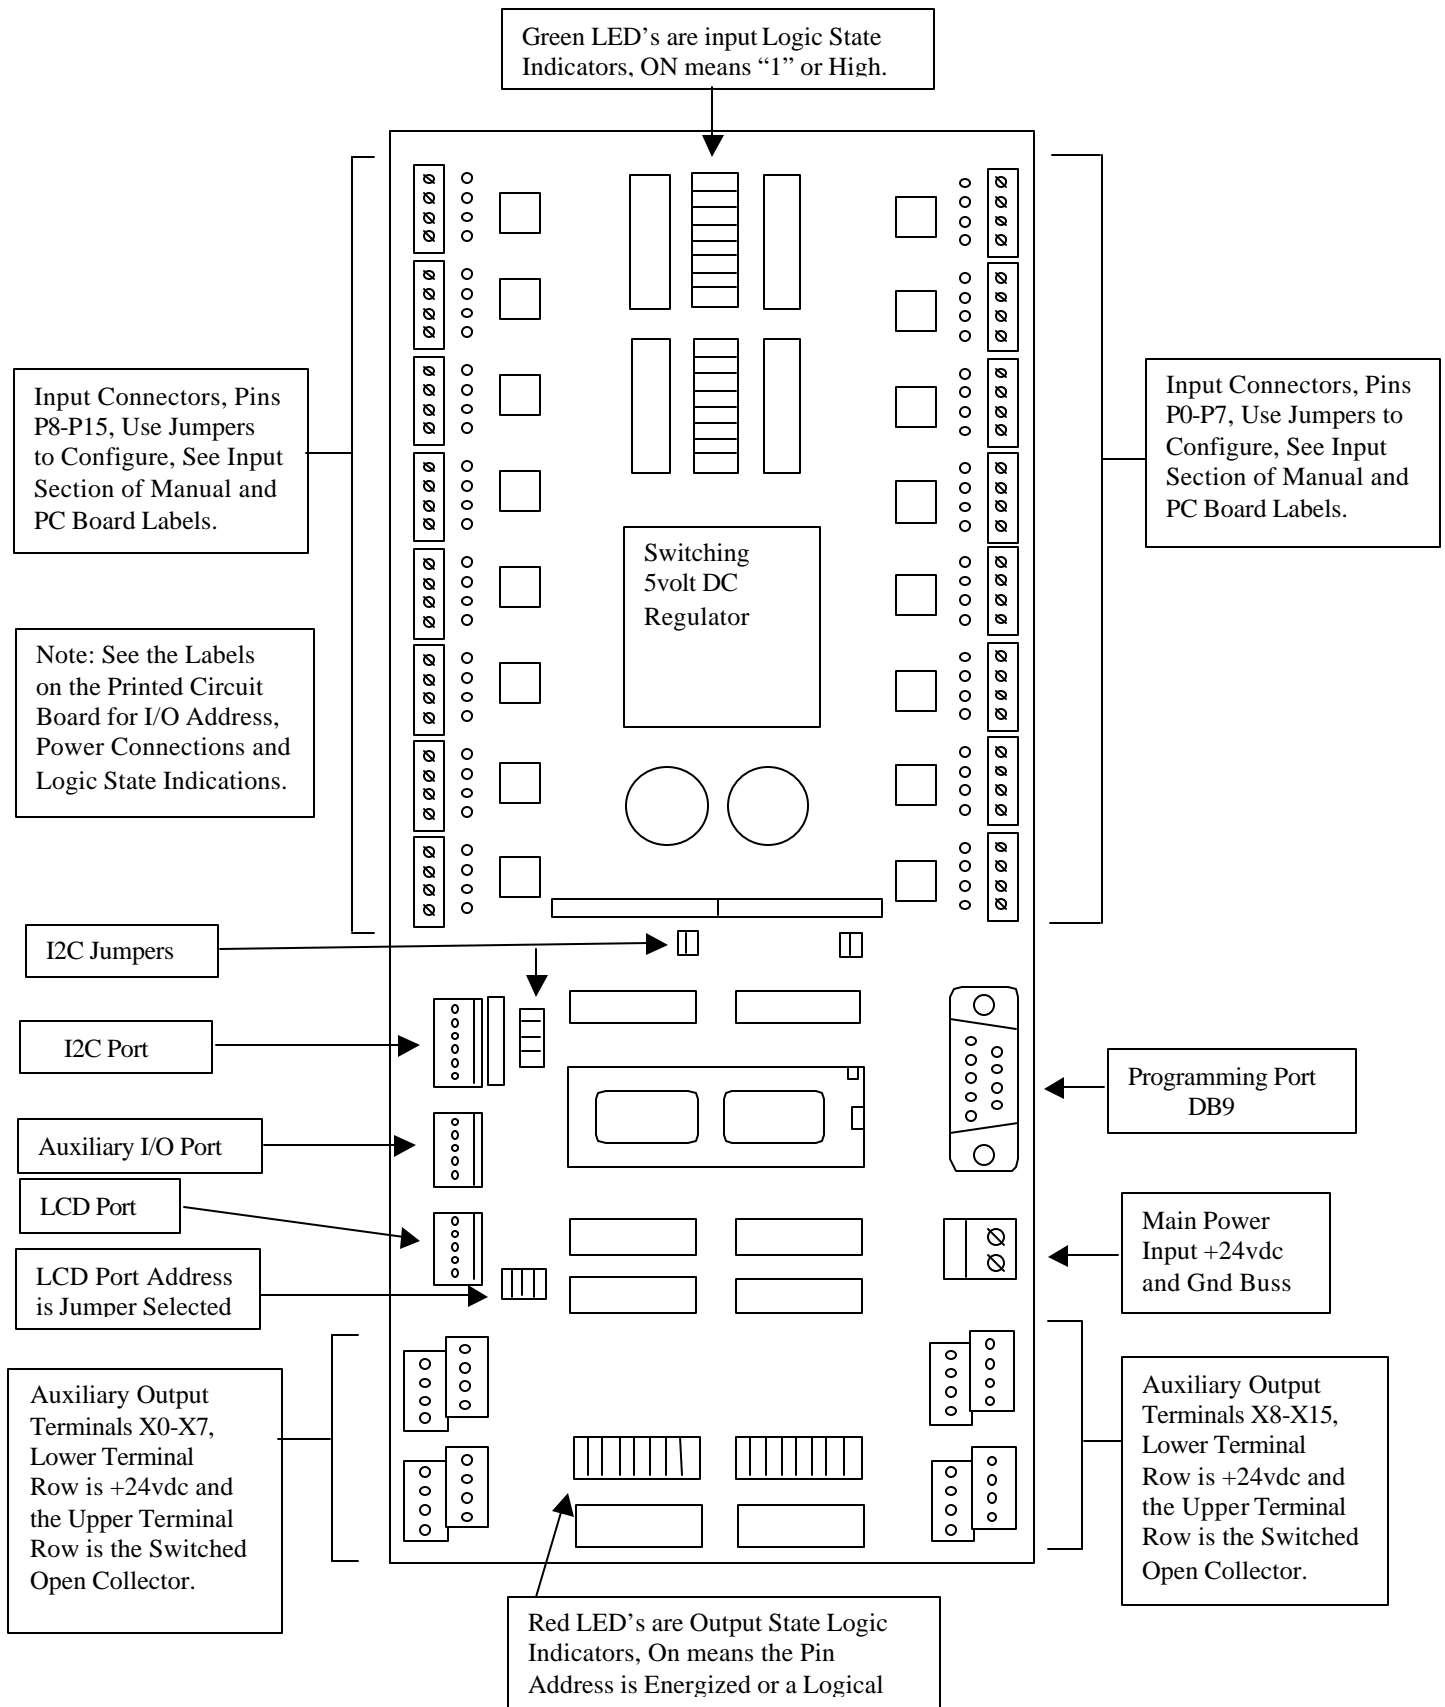 Green LED's are input Logic State
Indicators, ON means “1” or High.
Input Connectors, Pins
P8-P15, Use Jumpers
to Configure, See Input
Section of Manual and
PC Board Labels.
Input Connectors, Pins
P0-P7, Use Jumpers to
Configure, See Input
Section of Manual and
PC Board Labels.
Switching
5volt DC
Regulator
Note: See the Labels
on the Printed Circuit
Board for I/O Address,
Power Connections and
Logic State Indications.
I2C Jumpers
I2C Port
Programming Port
DB9
Auxiliary I/O Port
LCD Port
Main Power
Input +24vdc
and Gnd Buss
LCD Port Address
is Jumper Selected
Auxiliary Output
Terminals X0-X7,
Lower Terminal
Row is +24vdc and
the Upper Terminal
Row is the Switched
Open Collector.
Auxiliary Output
Terminals X8-X15,
Lower Terminal
Row is +24vdc and
the Upper Terminal
Row is the Switched
Open Collector.
Red LED's are Output State Logic
Indicators, On means the Pin
Address is Energized or a Logical